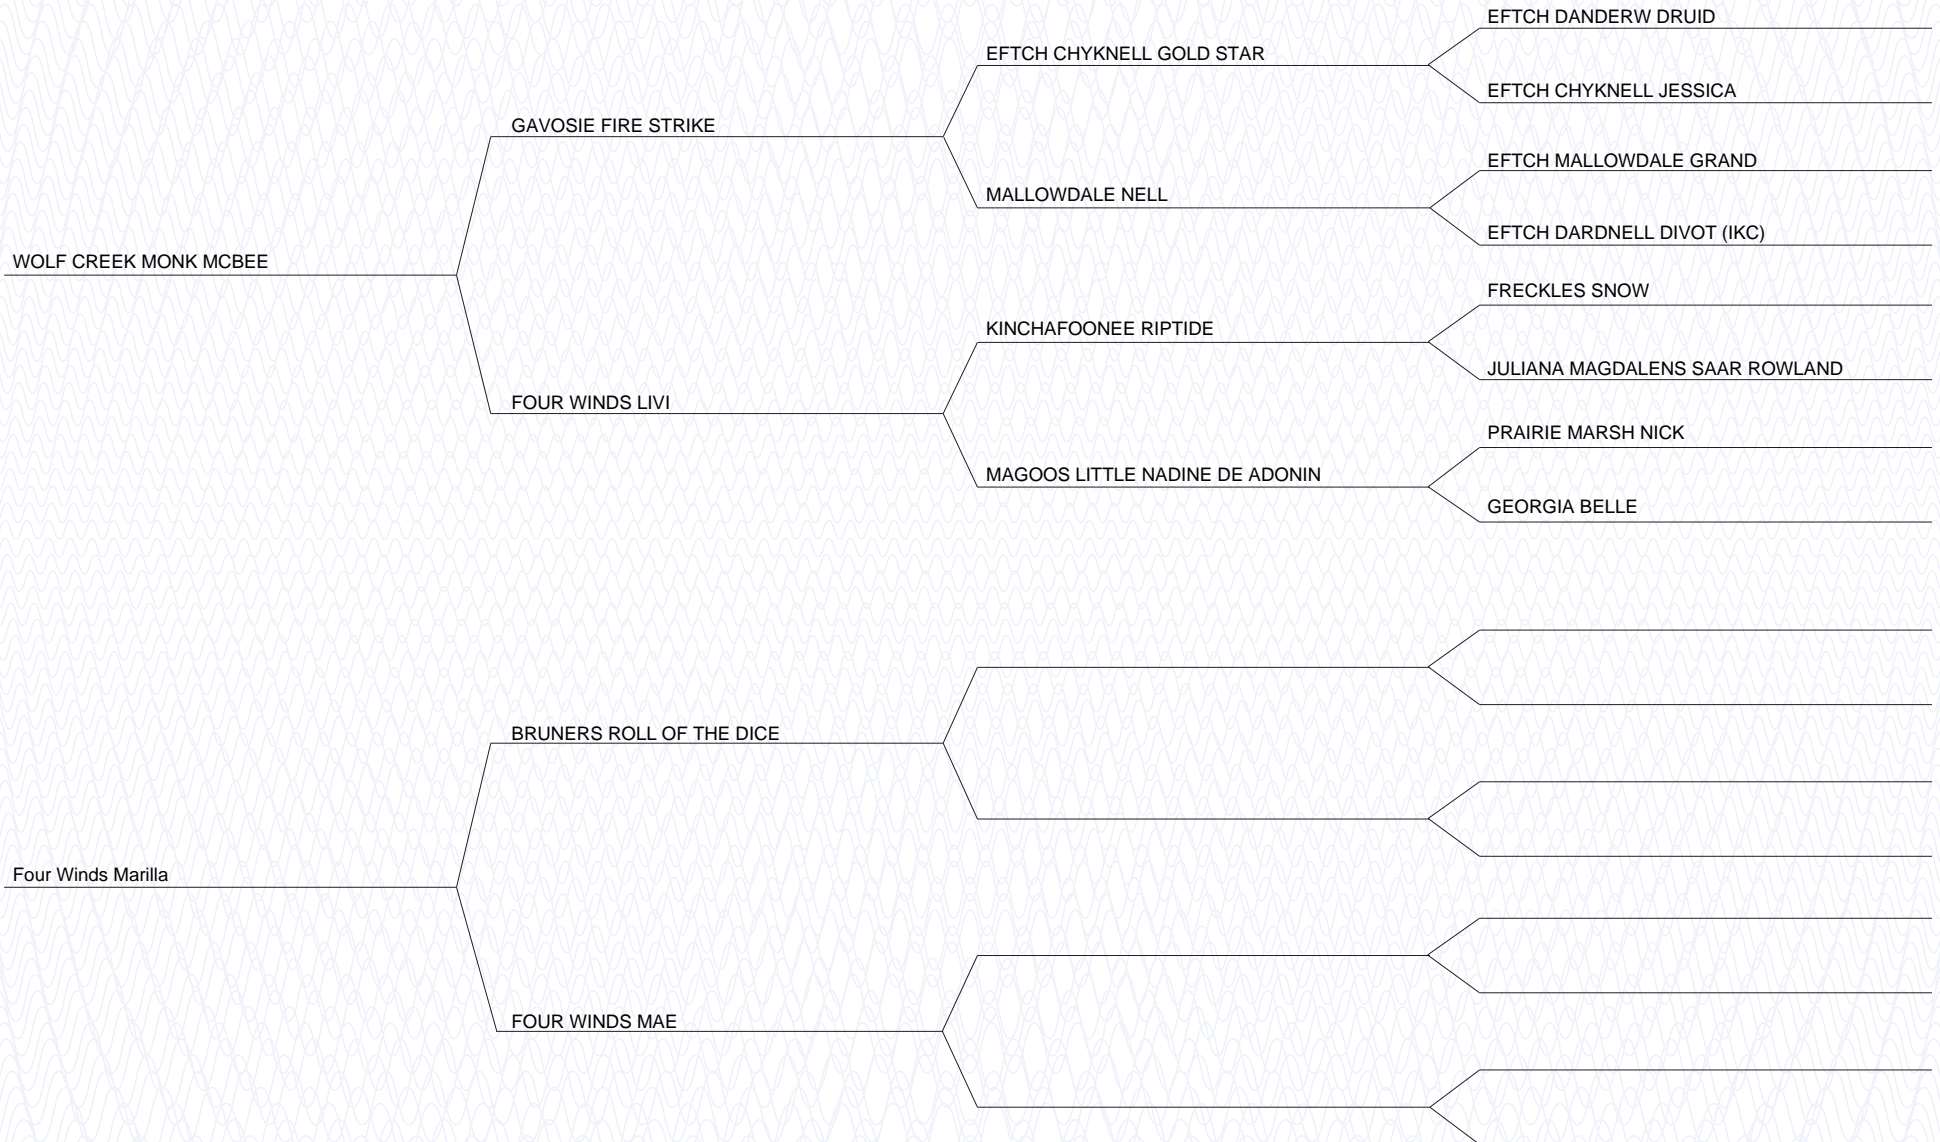 EFTCH DANDERW DRUID
EFTCH CHYKNELL GOLD STAR
EFTCH CHYKNELL JESSICA
GAVOSIE FIRE STRIKE
EFTCH MALLOWDALE GRAND
MALLOWDALE NELL
EFTCH DARDNELL DIVOT (IKC)
WOLF CREEK MONK MCBEE
FRECKLES SNOW
KINCHAFOONEE RIPTIDE
JULIANA MAGDALENS SAAR ROWLAND
FOUR WINDS LIVI
PRAIRIE MARSH NICK
MAGOOS LITTLE NADINE DE ADONIN
GEORGIA BELLE
BRUNERS ROLL OF THE DICE
Four Winds Marilla
FOUR WINDS MAE